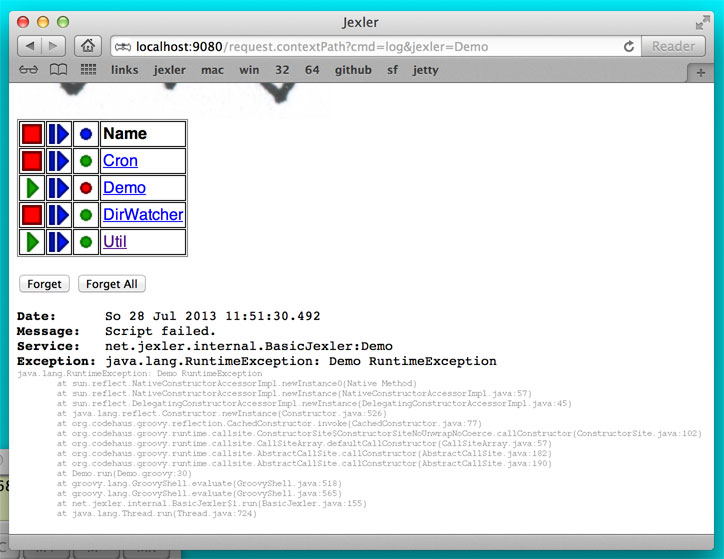 Jexler
localhost:9080/request.contextPath?cmd=log&jexler=Demo
Reader
links jexler mac win 32 64 github sf jetty
Name
Cron
Demo
DirWatcher
Util
Forget Forget All
Date: So 28 Jul 2013 11:51:30.492
Message: Script failed.
Service: net.jexler.internal.BasicJexler:Demo
Exception: java.lang.RuntimeException: Demo RuntimeException
java.lang.RuntimeException: Demo RuntimeException
at sun.reflect.NativeConstructorAccessorImpl.newInstance0(Native Method)
at sun.reflect.NativeConstructorAccessorImpl.newInstance(NativeConstructorAccessorImpl.java:57)
at sun.reflect.DelegatingConstructorAccessorImpl.newInstance(DelegatingConstructorAccessorImpl.java:45)
at java.lang.reflect.Constructor.newInstance(Constructor.java:526)
at org.codehaus.groovy.reflection.CachedConstructor.invoke(CachedConstructor.java:77)
at org.codehaus.groovy.runtime.callsite.ConstructorSite$ConstructorSiteNoUnwrapNoCoerce.callConstructor(ConstructorSite.java:102)
at org.codehaus.groovy.runtime.callsite.CallSiteArray.defaultCallConstructor(CallSiteArray.java:57)
at org.codehaus.groovy.runtime.callsite.AbstractCallSite.callConstructor(AbstractCallSite.java:182)
at org.codehaus.groovy.runtime.callsite.AbstractCallSite.callConstructor(AbstractCallSite.java:190)
at Demo.run(Demo.groovy:30)
at groovy.lang.GroovyShell.evaluate(GroovyShell.java:518)
at groovy.lang.GroovyShell.evaluate(GroovyShell.java:565)
at net.jexler.internal.BasicJexler$1.run(BasicJexler.java:155)
at java.lang.Thread.run(Thread.java:724)